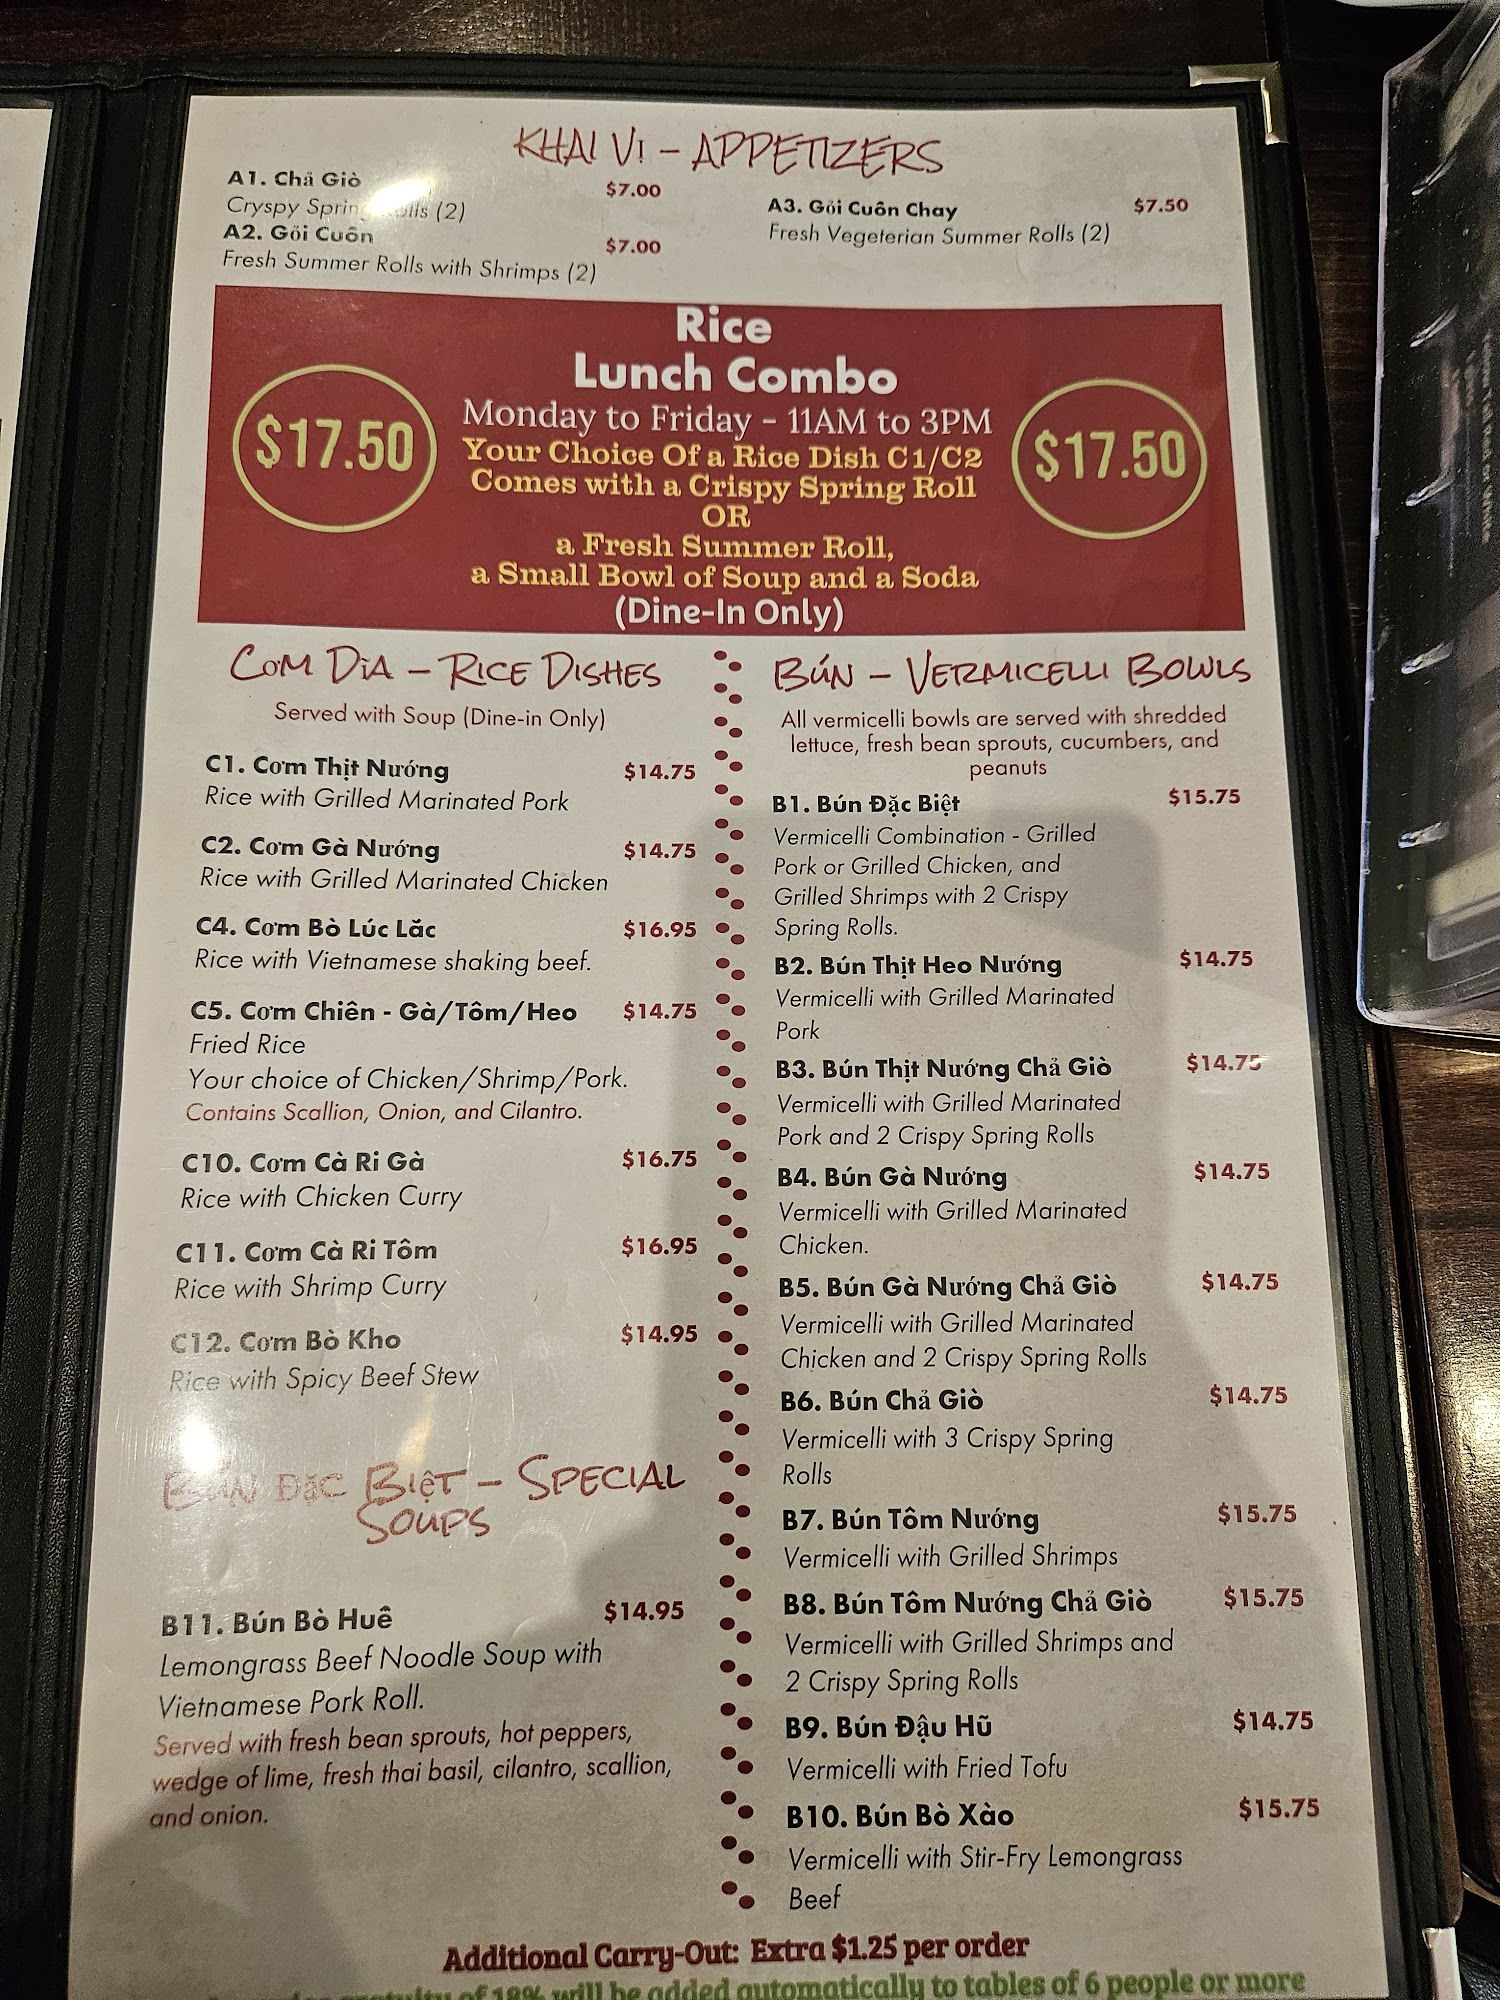 KHAI VỊ - APPETIZERS
A1. Chả Giò $7.00
Cryspy Spring Rolls (2)
A2. Gõi Cuôn $7.00
Fresh Summer Rolls with Shrimps (2)
A3. Gõi Cuôn Chay $7.50
Fresh Vegeterian Summer Rolls (2)
Rice
Lunch Combo
$17.50
Monday to Friday - 11AM to 3PM
Your Choice Of a Rice Dish C1/C2
Comes with a Crispy Spring Roll
OR
a Fresh Summer Roll,
a Small Bowl of Soup and a Soda
(Dine-In Only)
$17.50
CơM DìA - RICE DISHES
Served with Soup (Dine-in Only)
C1. Cơm Thịt Nướng $14.75
Rice with Grilled Marinated Pork
C2. Cơm Gà Nướng $14.75
Rice with Grilled Marinated Chicken
C4. Cơm Bò Lúc Lắc $16.95
Rice with Vietnamese shaking beef.
C5. Cơm Chiên - Gà/Tôm/Heo $14.75
Fried Rice
Your choice of Chicken/Shrimp/Pork.
Contains Scallion, Onion, and Cilantro.
C10. Cơm Cà Ri Gà $16.75
Rice with Chicken Curry
C11. Cơm Cà Ri Tôm $16.95
Rice with Shrimp Curry
C12. Cơm Bò Kho $14.95
Rice with Spicy Beef Stew
BÚN ĐặC BIệT - SPECIAL
SOUPS
B11. Bún Bò Huê $14.95
Lemongrass Beef Noodle Soup with
Vietnamese Pork Roll.
Served with fresh bean sprouts, hot peppers,
wedge of lime, fresh thai basil, cilantro, scallion,
and onion.
BÚN - VERMICELLI BOWLS
All vermicelli bowls are served with shredded
lettuce, fresh bean sprouts, cucumbers, and
peanuts
B1. Bún Đặc Biệt $15.75
Vermicelli Combination - Grilled
Pork or Grilled Chicken, and
Grilled Shrimps with 2 Crispy
Spring Rolls.
B2. Bún Thịt Heo Nướng $14.75
Vermicelli with Grilled Marinated
Pork
B3. Bún Thịt Nướng Chả Giò $14.75
Vermicelli with Grilled Marinated
Pork and 2 Crispy Spring Rolls
B4. Bún Gà Nướng $14.75
Vermicelli with Grilled Marinated
Chicken.
B5. Bún Gà Nướng Chả Giò $14.75
Vermicelli with Grilled Marinated
Chicken and 2 Crispy Spring Rolls
B6. Bún Chả Giò $14.75
Vermicelli with 3 Crispy Spring
Rolls
B7. Bún Tôm Nướng $15.75
Vermicelli with Grilled Shrimps
B8. Bún Tôm Nướng Chả Giò $15.75
Vermicelli with Grilled Shrimps and
2 Crispy Spring Rolls
B9. Bún Đậu Hũ $14.75
Vermicelli with Fried Tofu
B10. Bún Bò Xào $15.75
Vermicelli with Stir-Fry Lemongrass
Beef
Additional Carry-Out: Extra $1.25 per order
gratuity of 18% will be added automatically to tables of 6 people or more